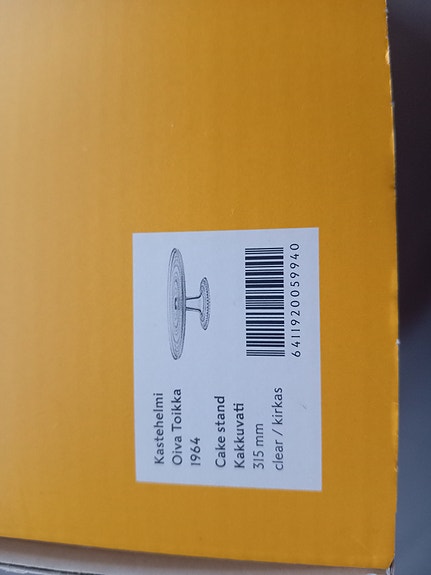 Kastehelmi
Oiva Toikka
1964
Cake stand
Kakkuvati
315 mm
clear / kirkas
6411920059940